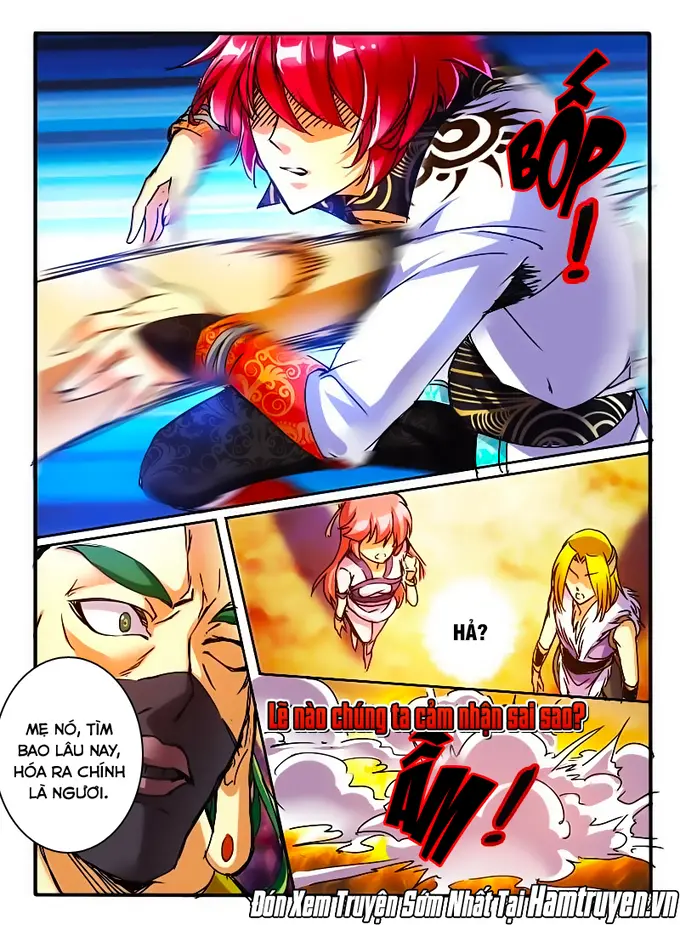 BỐP!
HẢ?
MẸ NÓ, TÌM
BAO LÂU NAY,
HÓA RA CHÍNH
LÀ NGƯƠI.
Lẽ nào chúng ta cảm nhận sai sao?
ẦM!
Đón Xem Truyện Sớm Nhất Tại Hamtruyen.vn